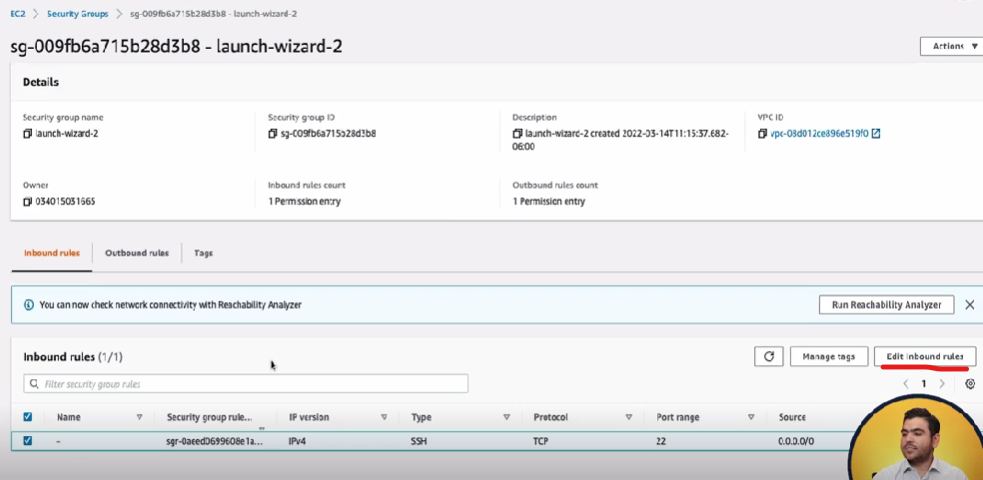 EC2 > Security Groups > sg-009fb6a715b28d3b8 - launch-wizard-2
sg-009fb6a715b28d3b8 - launch-wizard-2
Actions
Details
Security group name
launch-wizard-2
Security group ID
sg-009fb6a715b28d3b8
Description
launch-wizard-2 created 2022-03-14T11:15:37.682-
06:00
VPC ID
vpc-08d012ce896e519f0
Owner
034015031665
Inbound rules count
1 Permission entry
Outbound rules count
1 Permission entry
Inbound rules Outbound rules Tags
You can now check network connectivity with Reachability Analyzer Run Reachability Analyzer
Inbound rules (1/1) Manage tags Edit inbound rules
Filter security group rules 1
Name Security group rule... IP version Type Protocol Port range Source
– sgr-0aeed0699608e1a... IPv4 SSH TCP 22 0.0.0.0/0